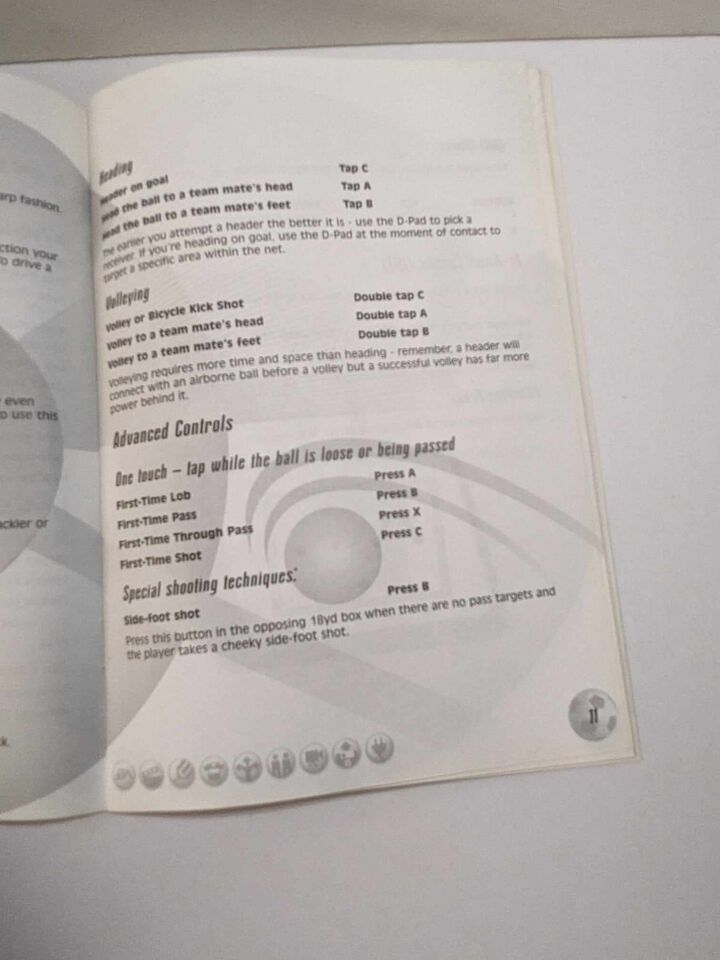 arp fashion.
ction your
o drive a
even
o use this
ackler or
k.
Heading
Header on goal Tap C
Head the ball to a team mate's head Tap A
Head the ball to a team mate's feet Tap B
The earlier you attempt a header the better it is - use the D-Pad to pick a
receiver. If you're heading on goal, use the D-Pad at the moment of contact to
target a specific area within the net.
Volleying
Volley or Bicycle Kick Shot Double tap C
Volley to a team mate's head Double tap A
Volley to a team mate's feet Double tap B
Volleying requires more time and space than heading - remember, a header will
connect with an airborne ball before a volley but a successful volley has far more
power behind it.
Advanced Controls
One touch – tap while the ball is loose or being passed
First-Time Lob Press A
First-Time Pass Press B
First-Time Through Pass Press X
First-Time Shot Press C
Special shooting techniques:
Side-foot shot Press B
Press this button in the opposing 18yd box when there are no pass targets and
the player takes a cheeky side-foot shot.
11